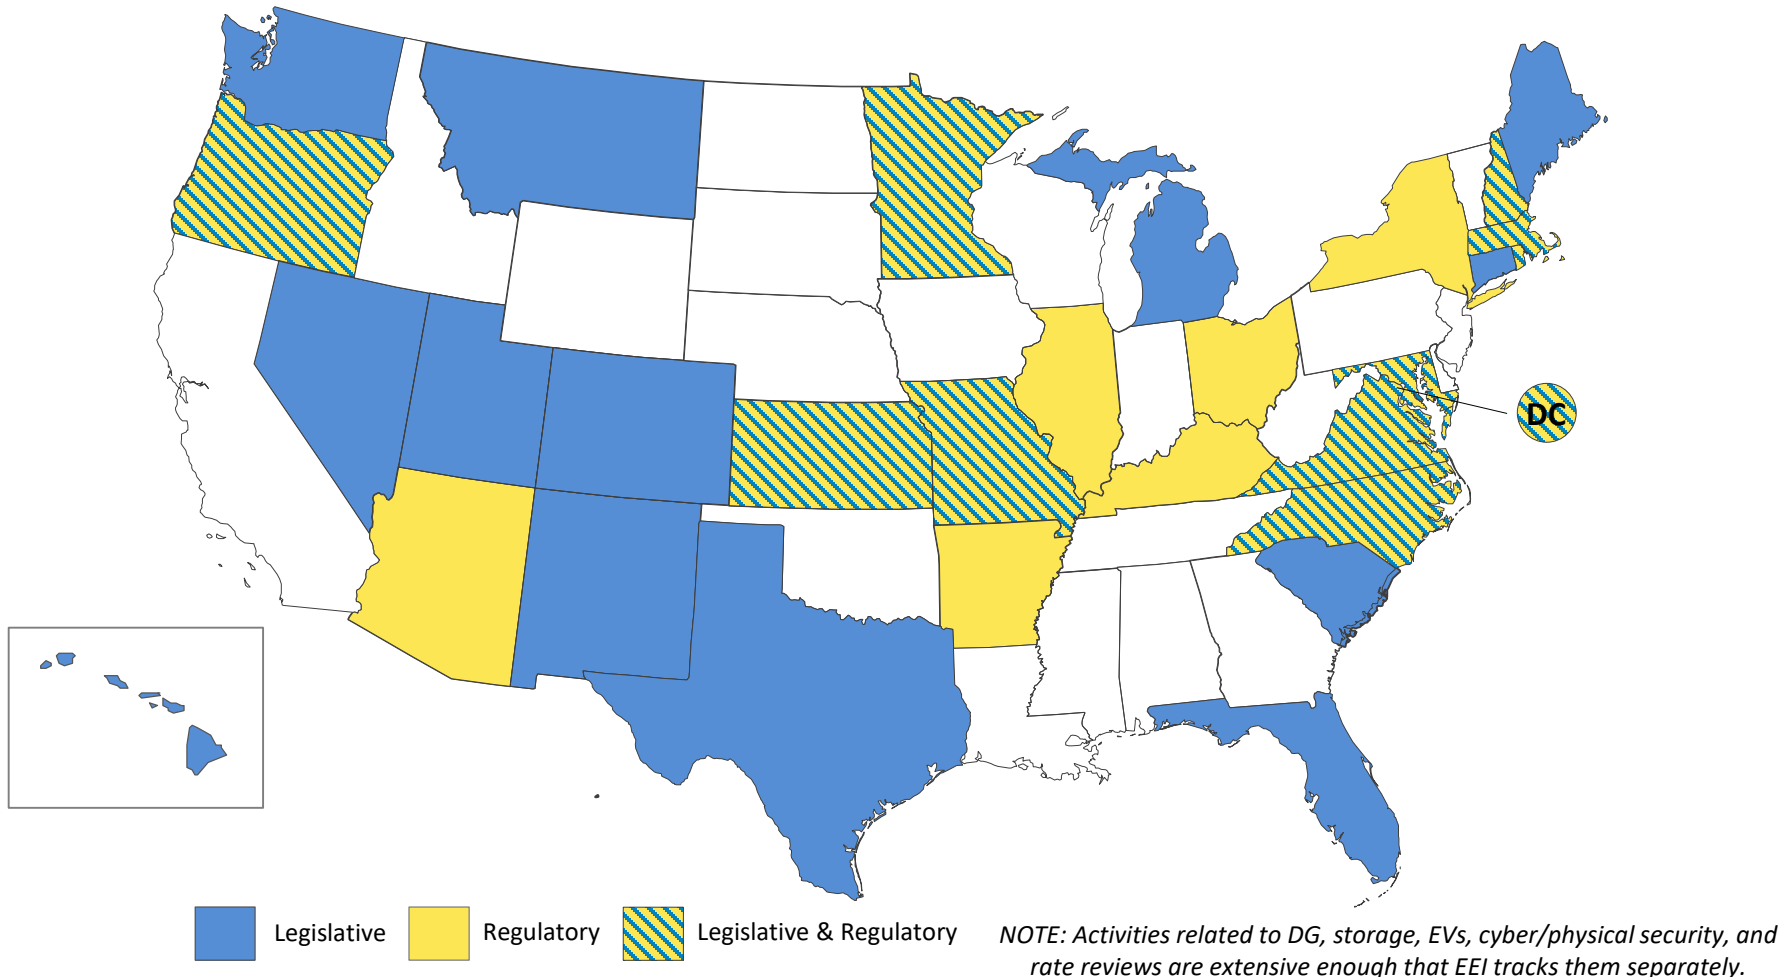 DC
Legislative
Regulatory
Legislative & Regulatory
NOTE: Activities related to DG, storage, EVs, cyber/physical security, and
rate reviews are extensive enough that EEI tracks them separately.